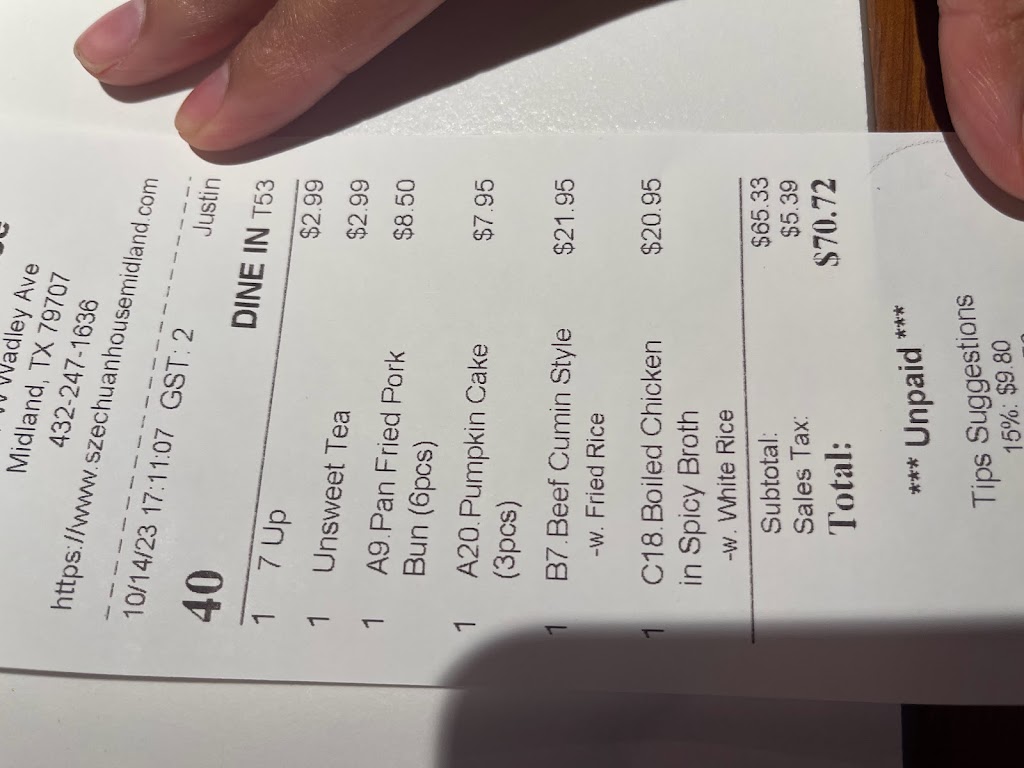 Wadley Ave
Midland, TX 79707
432-247-1636
https://www.szechuanhousemidland.com
10/14/23 17:11:07 GST: 2 Justin
40 DINE IN T53
1 7 Up $2.99
1 Unsweet Tea $2.99
1 A9.Pan Fried Pork $8.50
Bun (6pcs)
1 A20.Pumpkin Cake $7.95
(3pcs)
1 B7.Beef Cumin Style $21.95
-w. Fried Rice
1 C18.Boiled Chicken $20.95
in Spicy Broth
-w. White Rice
Subtotal: $65.33
Sales Tax: $5.39
Total: $70.72
*** Unpaid ***
Tips Suggestions
15%: $9.80